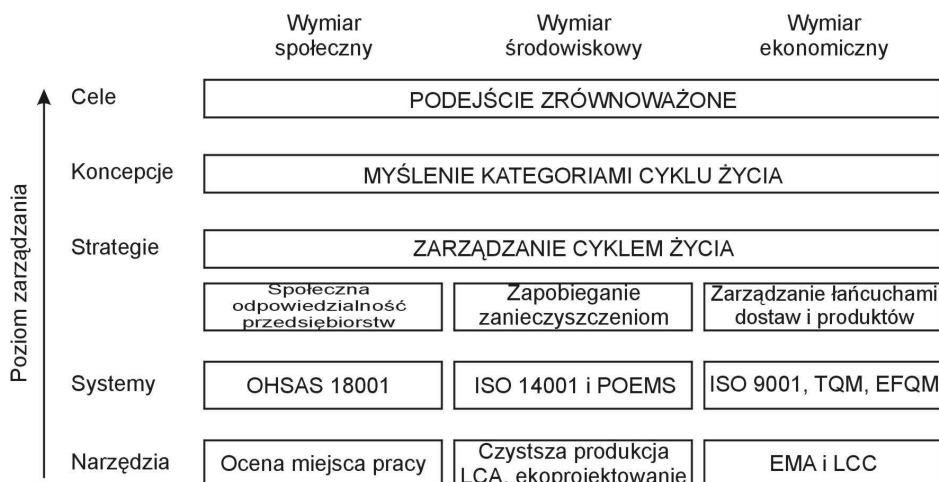 Wymiar
społeczny
Wymiar
środowiskowy
Wymiar
ekonomiczny
Poziom zarządzania
Cele
PODEJŚCIE ZRÓWNOWAŻONE
Koncepcje
MYŚLENIE KATEGORIAMI CYKLU ŻYCIA
Strategie
ZARZĄDZANIE CYKLEM ŻYCIA
Społeczna
odpowiedzialność
przedsiębiorstw
Zapobieganie
zanieczyszczeniom
Zarządzanie łańcuchami
dostaw i produktów
Systemy
OHSAS 18001
ISO 14001 i POEMS
ISO 9001, TQM, EFQM
Narzędzia
Ocena miejsca pracy
Czystsza produkcja
LCA, ekoprojektowanie
EMA i LCC